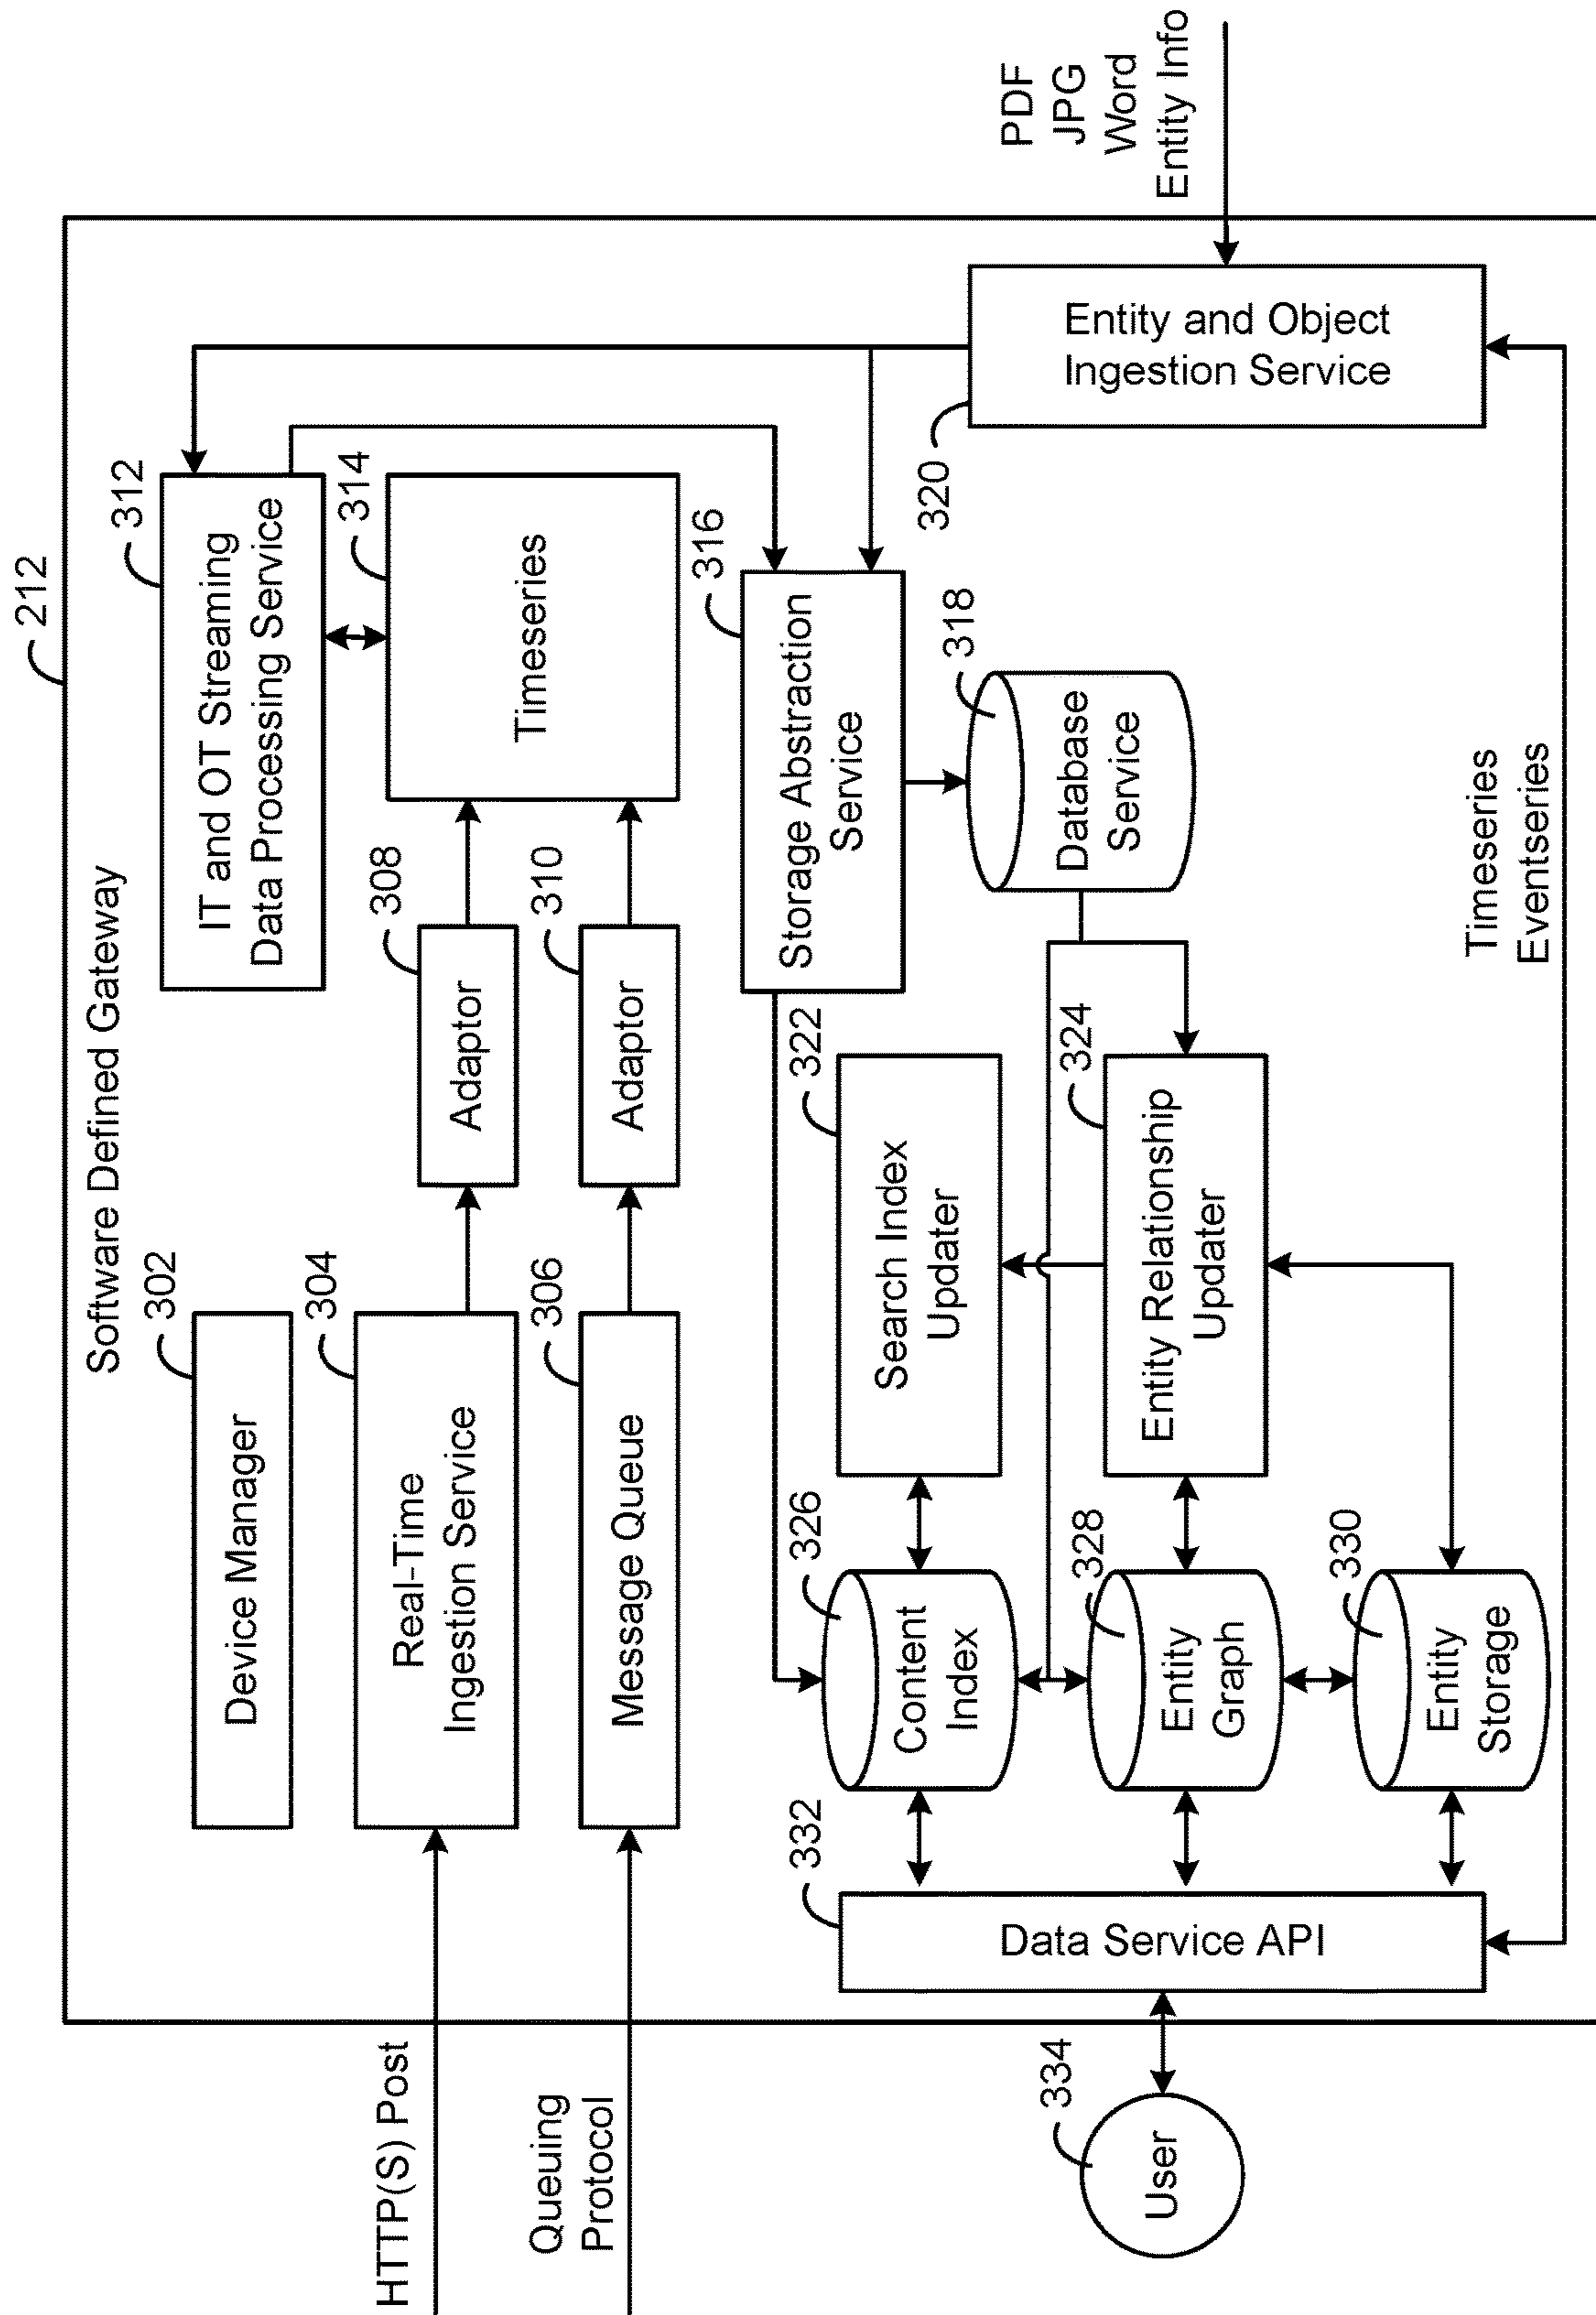 212
Software Defined Gateway
302
Device Manager
304
Real-Time
Ingestion Service
306
Message Queue
308
Adaptor
310
Adaptor
312
IT and OT Streaming
Data Processing Service
314
Timeseries
316
Storage Abstraction
Service
318
Database
Service
320
Entity and Object
Ingestion Service
PDF
JPG
Word
Entity Info
322
Search Index
Updater
324
Entity Relationship
Updater
326
Content
Index
328
Entity
Graph
330
Entity
Storage
332
Data Service API
334
User
HTTP(S) Post
Queuing
Protocol
Timeseries
Eventseries